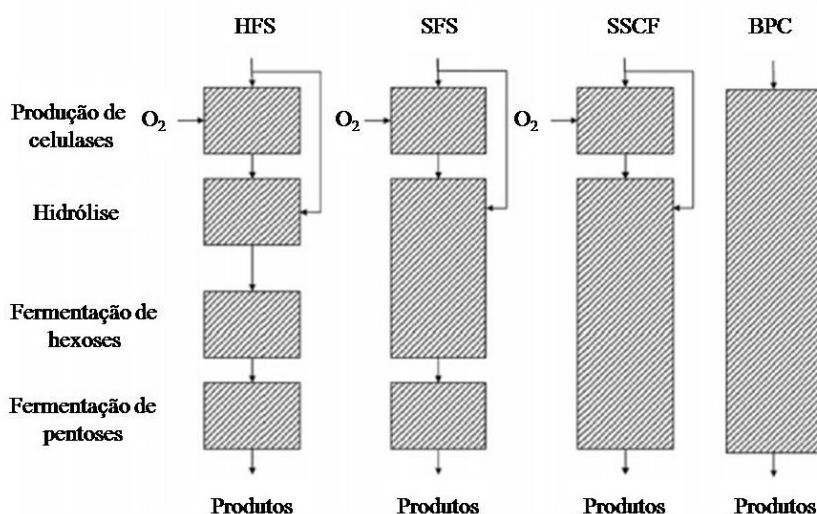 HFS SFS SSCF BPC
Produção de
celulases
O2 O2 O2
Hidrólise
Fermentação de
hexoses
Fermentação de
pentoses
Produtos Produtos Produtos Produtos